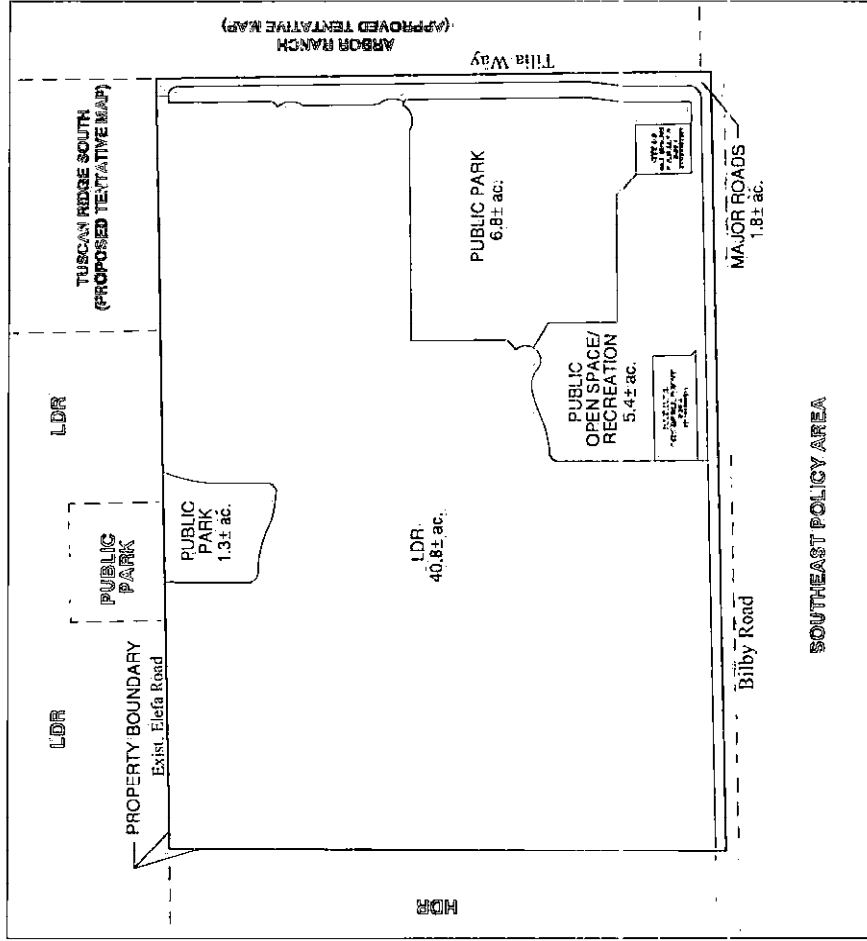 ARBOR RANCH
(APPROVED TENTATIVE MAP)
Tilia Way
TUSCAN RIDGE SOUTH
(PROPOSED TENTATIVE MAP)
LDR
PUBLIC
PARK
LDR
PROPERTY BOUNDARY
Exist. Elefa Road
PUBLIC
PARK
1.3± ac.
PUBLIC PARK
6.8± ac.
PUBLIC
OPEN SPACE/
RECREATION
5.4± ac.
LDR
40.8± ac.
MAJOR ROADS
1.8± ac.
Bilby Road
HDR
SOUTHEAST POLICY AREA